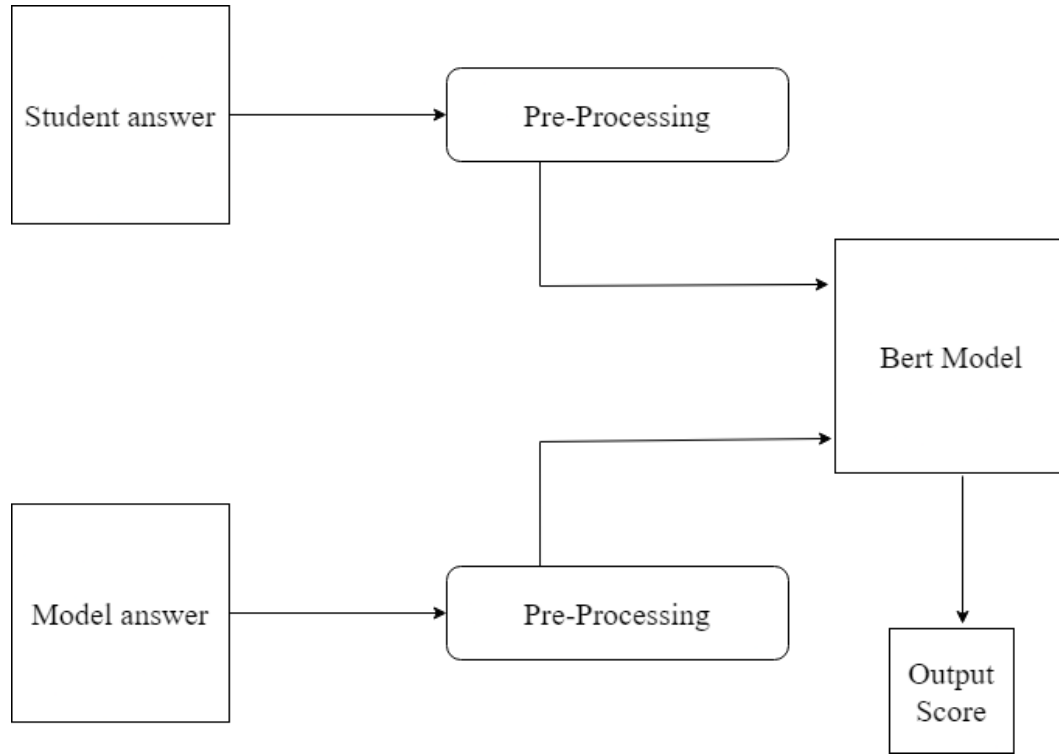 Student answer
Pre-Processing
Bert Model
Model answer
Pre-Processing
Output
Score